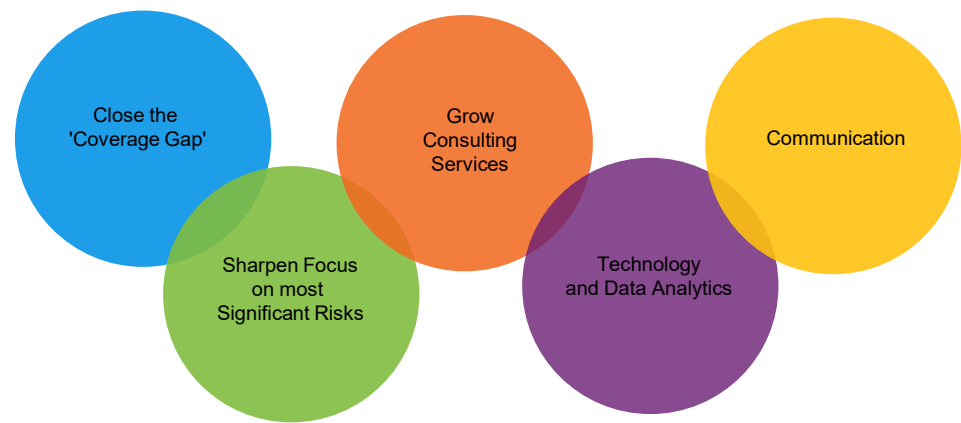 Close the
'Coverage Gap'
Sharpen Focus
on most
Significant Risks
Grow
Consulting
Services
Technology
and Data Analytics
Communication